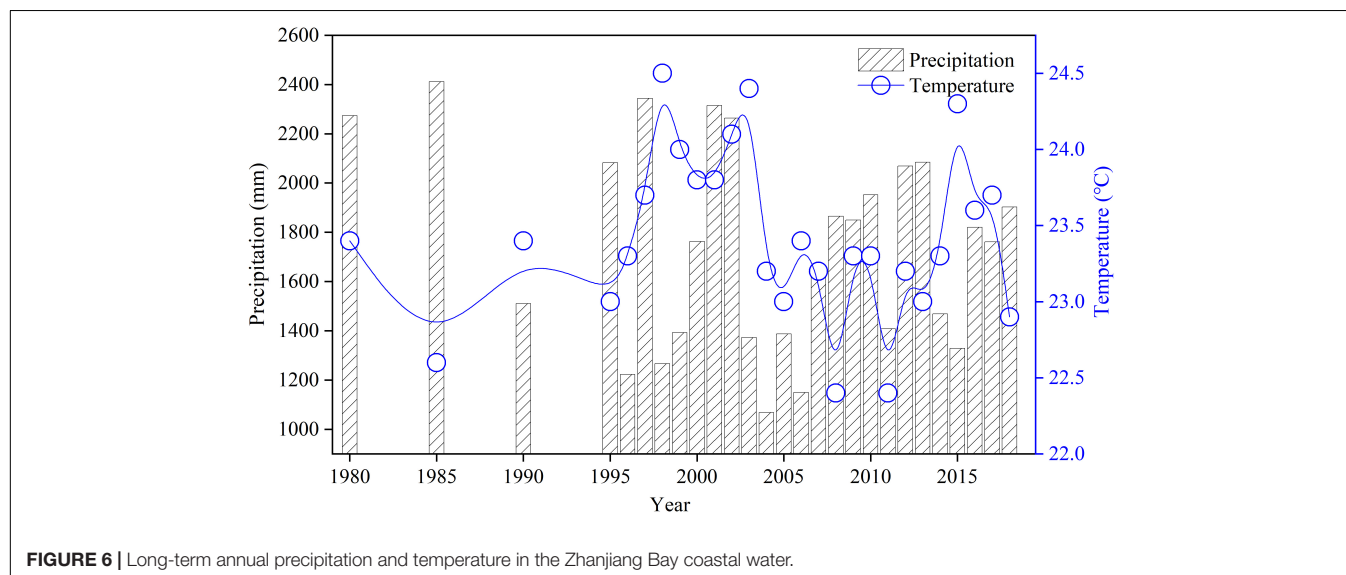 2600
2400
2200
2000
1800
1600
1400
1200
1000
Precipitation (mm)
Precipitation
Temperature
24.5
24.0
23.5
23.0
22.5
22.0
Temperature (°C)
1980 1985 1990 1995 2000 2005 2010 2015
Year
FIGURE 6 | Long-term annual precipitation and temperature in the Zhanjiang Bay coastal water.